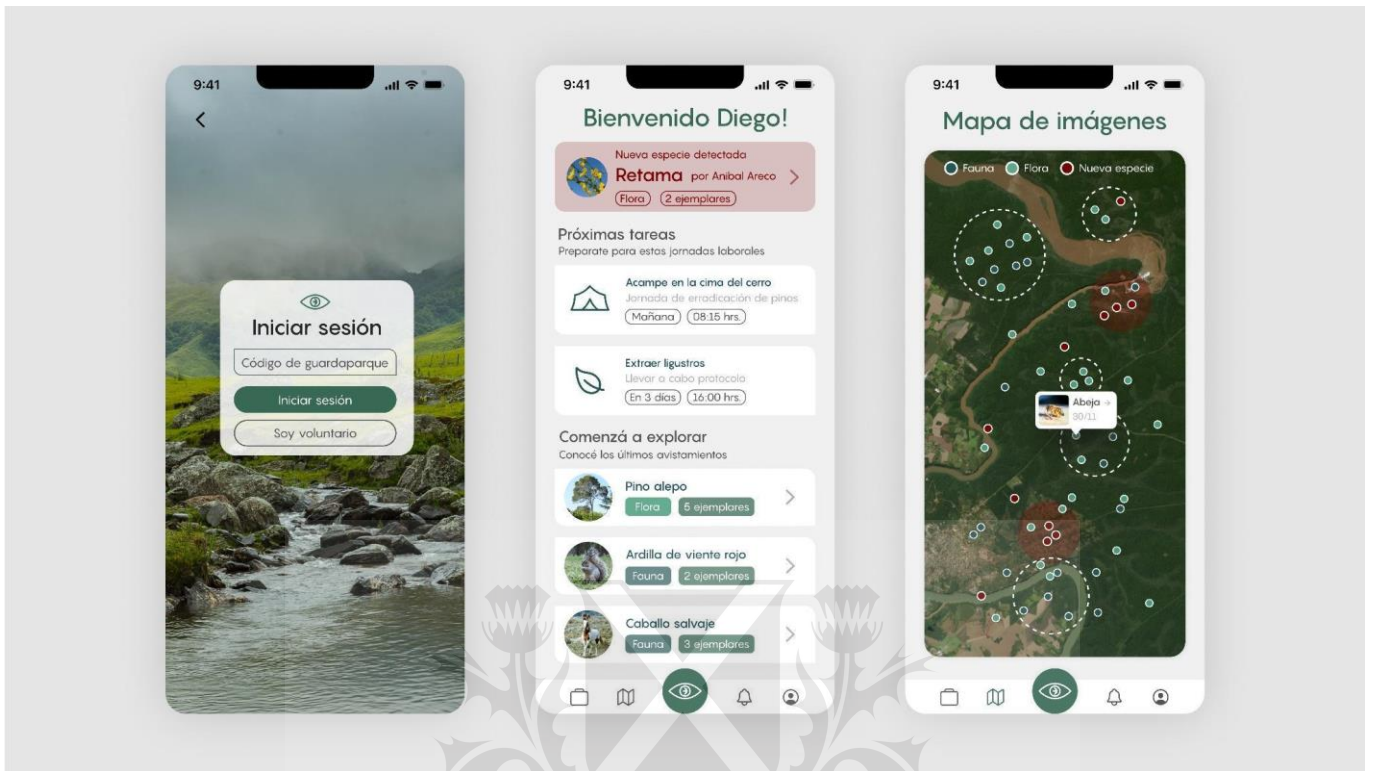 9:41
Iniciar sesión
Código de guardaparque
Iniciar sesión
Soy voluntario
9:41
Bienvenido Diego!
Nueva especie detectada
Retama por Anibal Areco
Flora 2 ejemplares
Próximas tareas
Preparate para estas jornadas laborales
Acampe en la cima del cerro
Jornada de erradicación de pinos
Mañana 08:15 hrs.
Extraer ligustros
Llevar a cabo protocolo
En 3 días 16:00 hrs.
Comenzá a explorar
Conocé los últimos avistamientos
Pino alepo
Flora 5 ejemplares
Ardilla de viente rojo
Fauna 2 ejemplares
Caballo salvaje
Fauna 3 ejemplares
9:41
Mapa de imágenes
Fauna Flora Nueva especie
Abeja
30/11